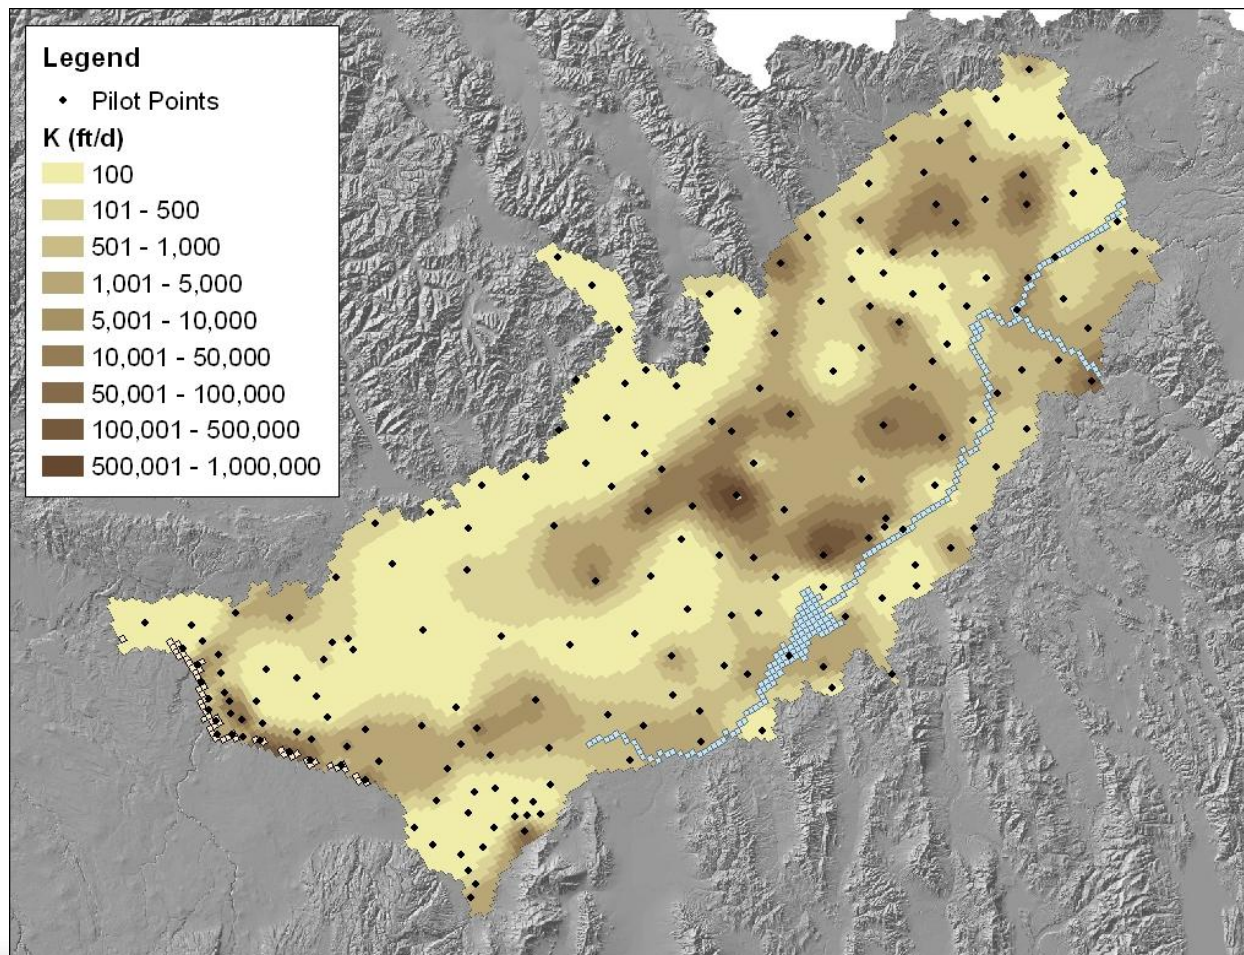 Legend
Pilot Points
K (ft/d)
100
101 - 500
501 - 1,000
1,001 - 5,000
5,001 - 10,000
10,001 - 50,000
50,001 - 100,000
100,001 - 500,000
500,001 - 1,000,000